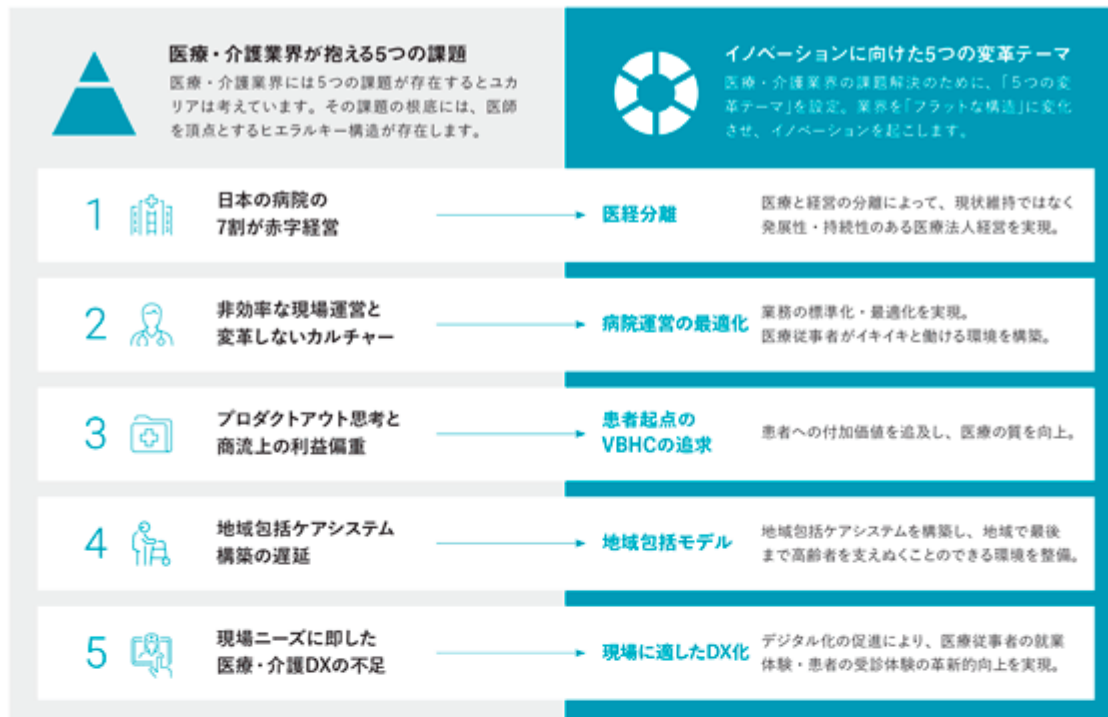 医療・介護業界が抱える5つの課題
医療・介護業界には5つの課題が存在するとユカ
リアは考えています。その課題の根底には、医師
を頂点とするヒエラルキー構造が存在します。
イノベーションに向けた5つの変革テーマ
医療・介護業界の課題解決のために、「5つの変
革テーマ」を設定。業界を「フラットな構造」に変化
させ、イノベーションを起こします。
1
日本の病院の
7割が赤字経営
医経分離
医療と経営の分離によって、現状維持ではなく
発展性・持続性のある医療法人経営を実現。
2
非効率な現場運営と
変革しないカルチャー
病院運営の最適化
業務の標準化・最適化を実現。
医療従事者がイキイキと働ける環境を構築。
3
プロダクトアウト思考と
商流上の利益偏重
患者起点の
VBHCの追求
患者への付加価値を追及し、医療の質を向上。
4
地域包括ケアシステム
構築の遅延
地域包括モデル
地域包括ケアシステムを構築し、地域で最後
まで高齢者を支えぬくことのできる環境を整備。
5
現場ニーズに即した
医療・介護DXの不足
現場に適したDX化
デジタル化の促進により、医療従事者の就業
体験・患者の受診体験の革新的向上を実現。